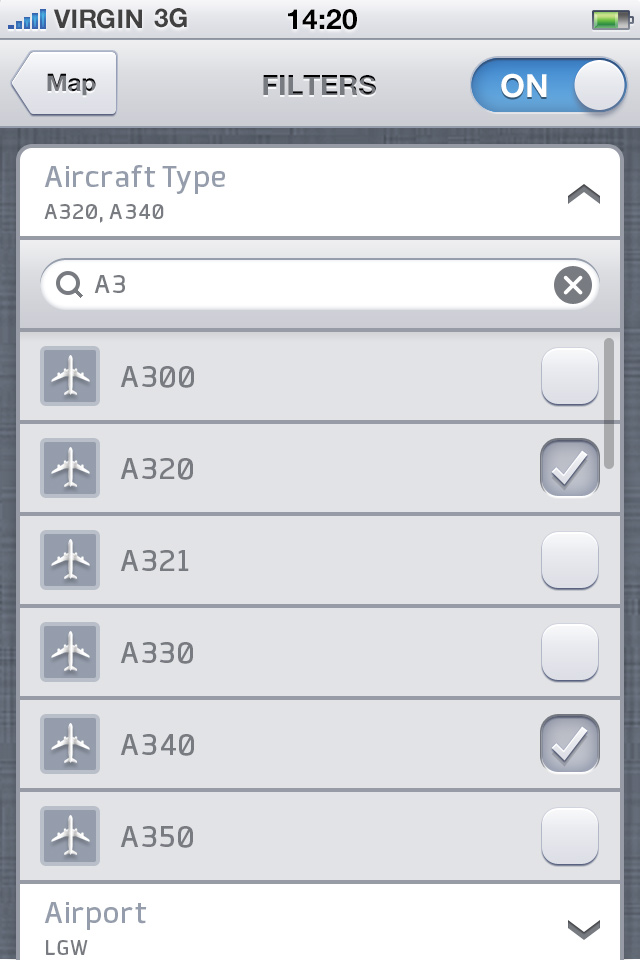 VIRGIN 3G 14:20
Map FILTERS ON
Aircraft Type
A320, A340
A3
A300
A320
A321
A330
A340
A350
Airport
LGW